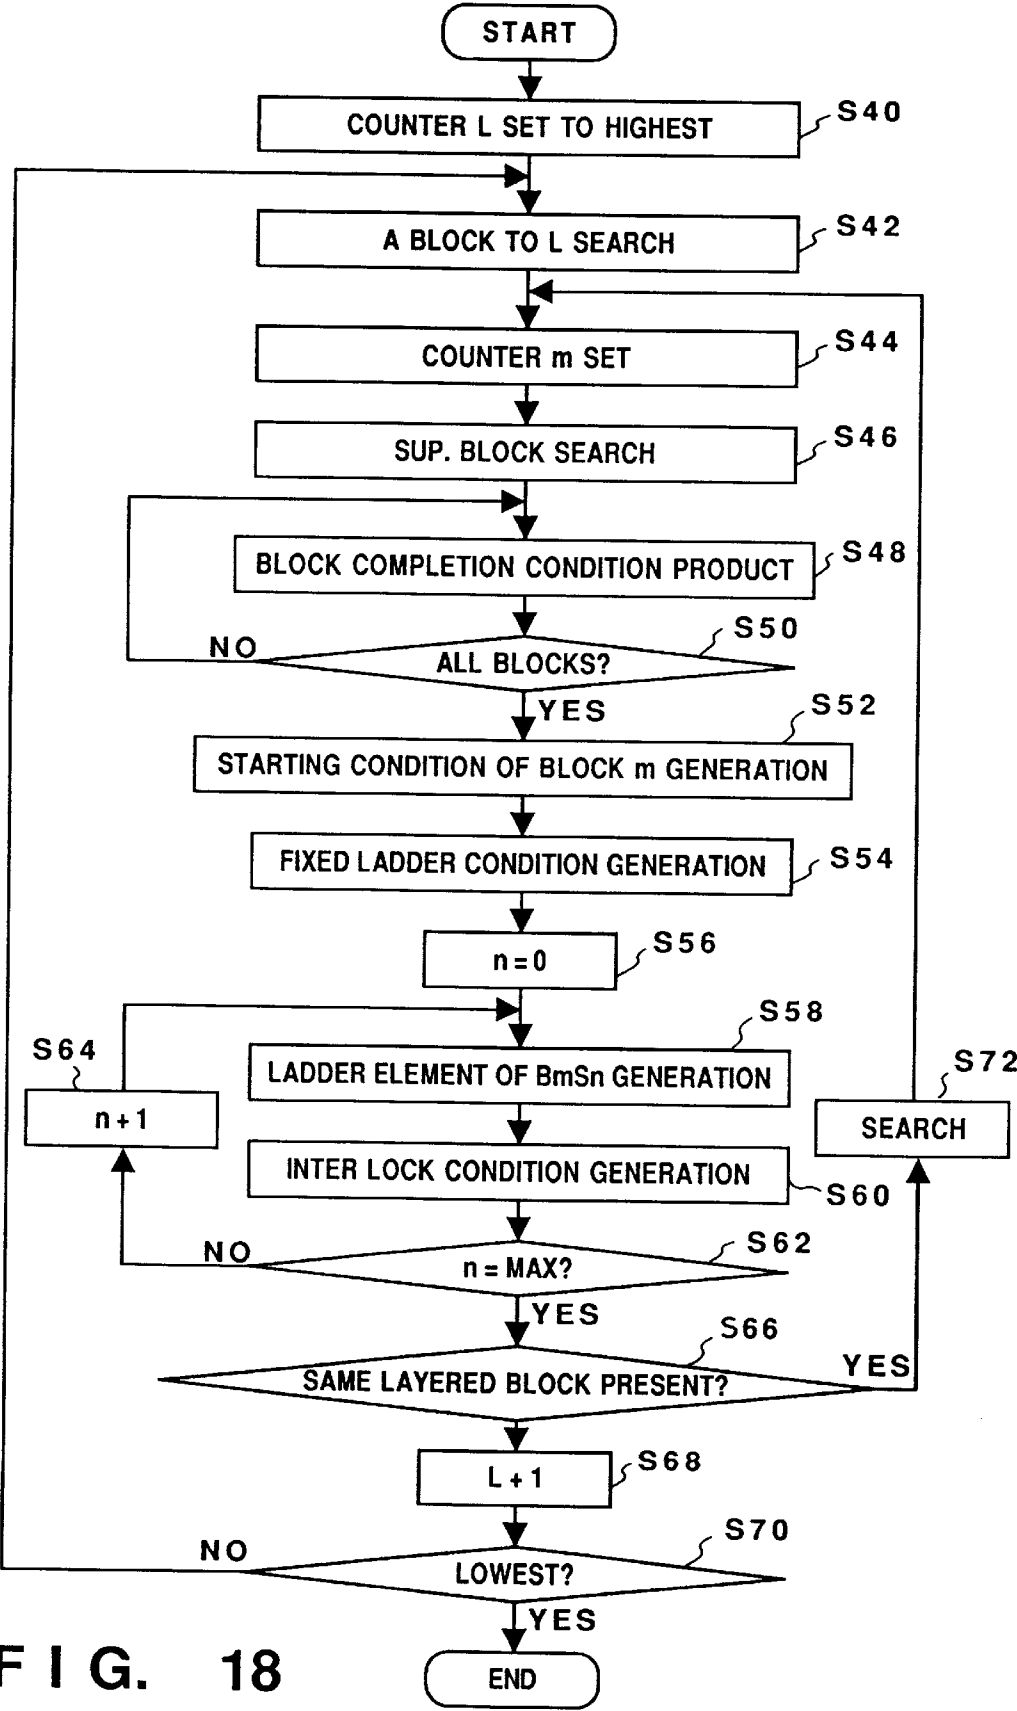 START
COUNTER L SET TO HIGHEST
S40
A BLOCK TO L SEARCH
S42
COUNTER m SET
S44
SUP. BLOCK SEARCH
S46
BLOCK COMPLETION CONDITION PRODUCT
S48
ALL BLOCKS?
S50
NO
YES
STARTING CONDITION OF BLOCK m GENERATION
S52
FIXED LADDER CONDITION GENERATION
S54
n=0
S56
LADDER ELEMENT OF BmSn GENERATION
S58
S64
n+1
S72
SEARCH
INTER LOCK CONDITION GENERATION
S60
NO
n=MAX?
S62
YES
SAME LAYERED BLOCK PRESENT?
S66
YES
L+1
S68
NO
LOWEST?
S70
YES
END
FIG. 18